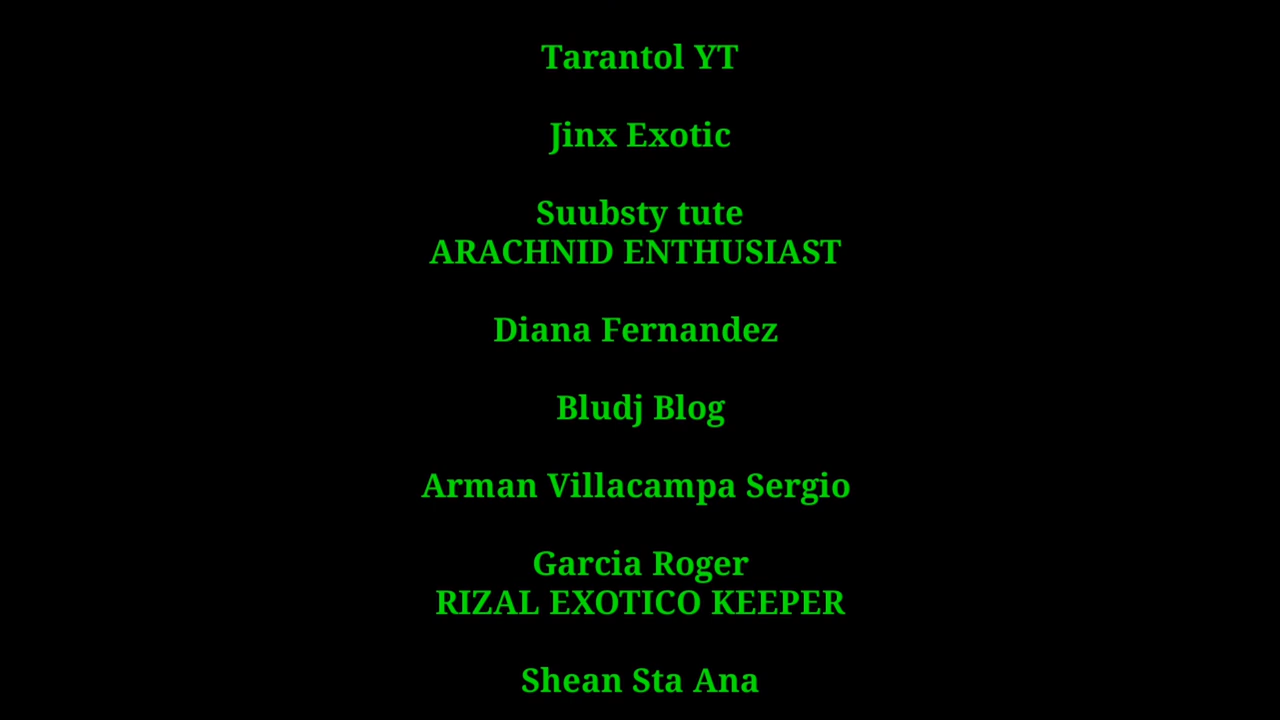 Tarantol YT
Jinx Exotic
Suubsty tute
ARACHNID ENTHUSIAST
Diana Fernandez
Bludj Blog
Arman Villacampa Sergio
Garcia Roger
RIZAL EXOTICO KEEPER
Shean Sta Ana